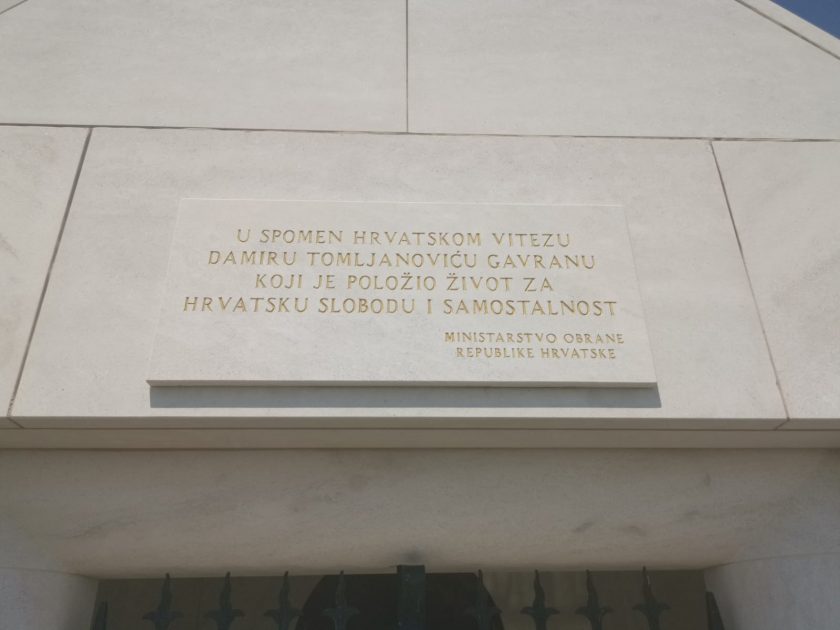 U SPOMEN HRVATSKOM VITEZU
DAMIRU TOMLJANOVIĆU GAVRANU
KOJI JE POLOŽIO ŽIVOT ZA
HRVATSKU SLOBODU I SAMOSTALNOST
MINISTARSTVO OBRANE
REPUBLIKE HRVATSKE